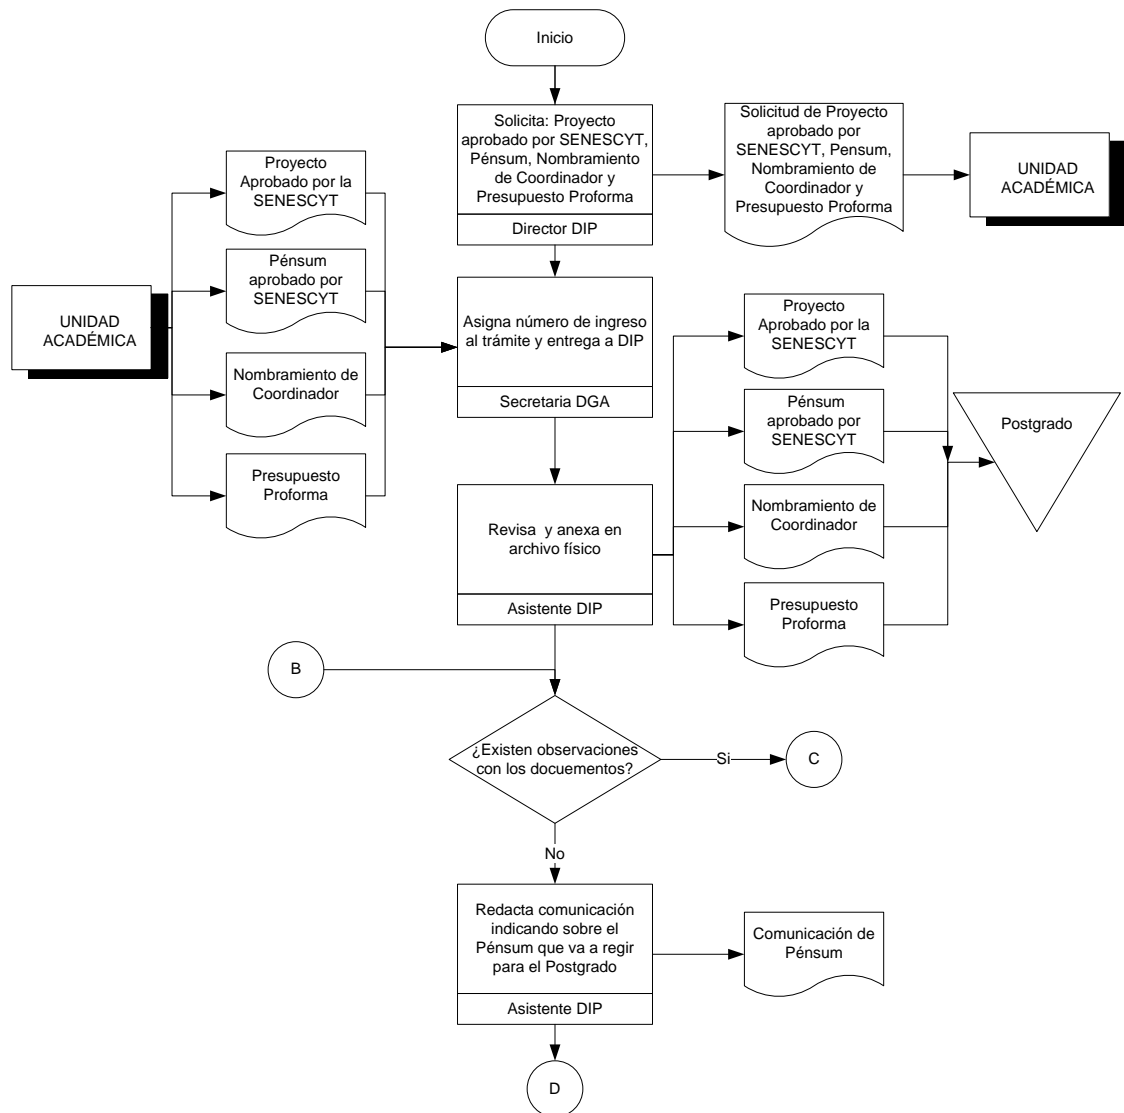 Inicio
Solicita: Proyecto
aprobado por SENESCYT,
Pénsum, Nombramiento
de Coordinador y
Presupuesto Proforma
Director DIP
Solicitud de Proyecto
aprobado por
SENESCYT, Pensum,
Nombramiento de
Coordinador y
Presupuesto Proforma
UNIDAD
ACADÉMICA
Proyecto
Aprobado por la
SENESCYT
Pénsum
aprobado por
SENESCYT
UNIDAD
ACADÉMICA
Nombramiento de
Coordinador
Presupuesto
Proforma
Asigna número de ingreso
al trámite y entrega a DIP
Secretaria DGA
Proyecto
Aprobado por la
SENESCYT
Pénsum
aprobado por
SENESCYT
Nombramiento de
Coordinador
Presupuesto
Proforma
Postgrado
Revisa y anexa en
archivo físico
Asistente DIP
B
¿Existen observaciones
con los docuementos?
Si
C
No
Redacta comunicación
indicando sobre el
Pénsum que va a regir
para el Postgrado
Asistente DIP
Comunicación de
Pénsum
D